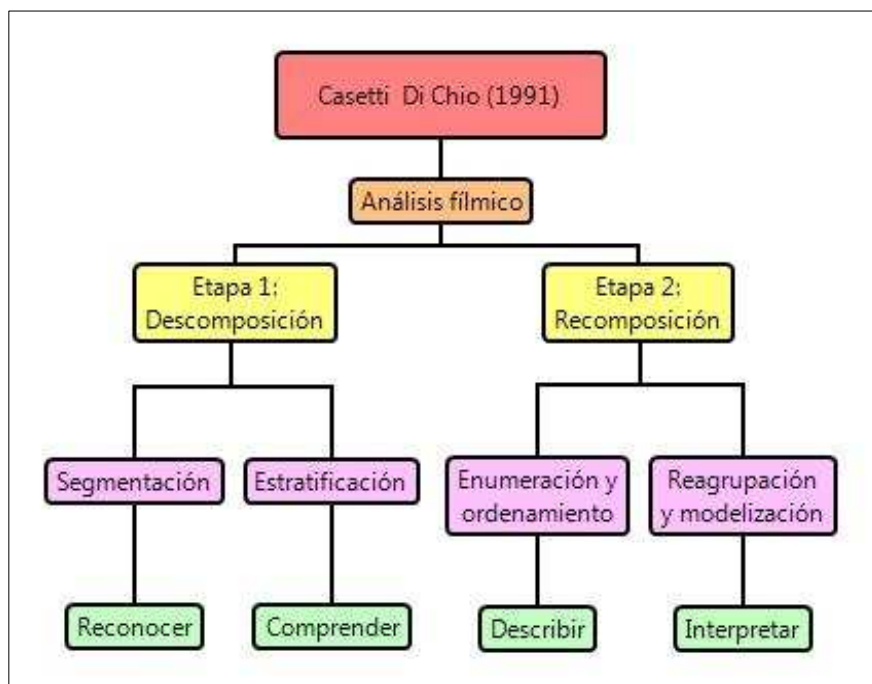 Casetti Di Chio (1991)
Análisis fílmico
Etapa 1:
Descomposición
Etapa 2:
Recomposición
Segmentación
Estratificación
Enumeración y
ordenamiento
Reagrupación
y modelización
Reconocer
Comprender
Describir
Interpretar